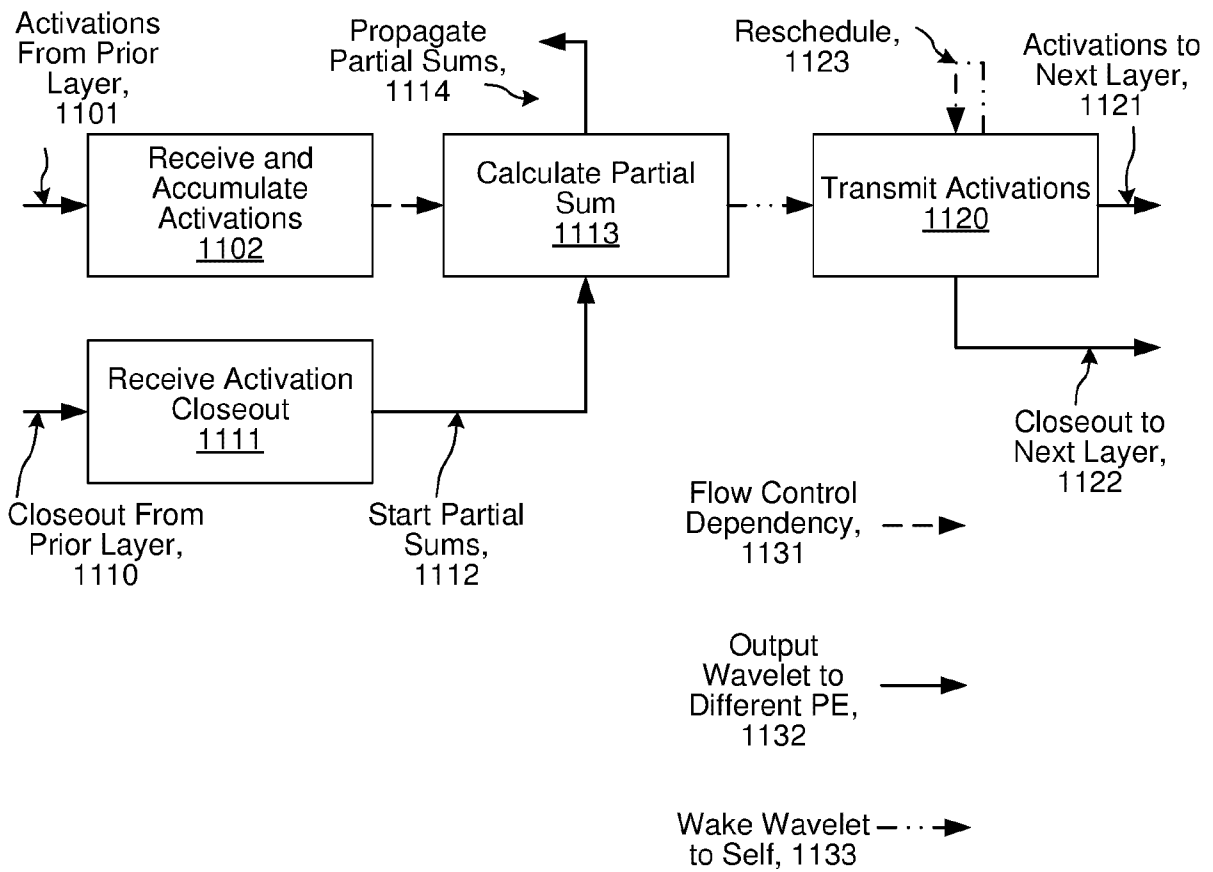 Activations
From Prior
Layer,
1101
Propagate
Partial Sums,
1114
Reschedule,
1123
Activations to
Next Layer,
1121
Receive and
Accumulate
Activations
1102
Calculate Partial
Sum
1113
Transmit Activations
1120
Receive Activation
Closeout
1111
Closeout From
Prior Layer,
1110
Start Partial
Sums,
1112
Closeout to
Next Layer,
1122
Flow Control
Dependency,
1131
Output
Wavelet to
Different PE,
1132
Wake Wavelet
to Self, 1133